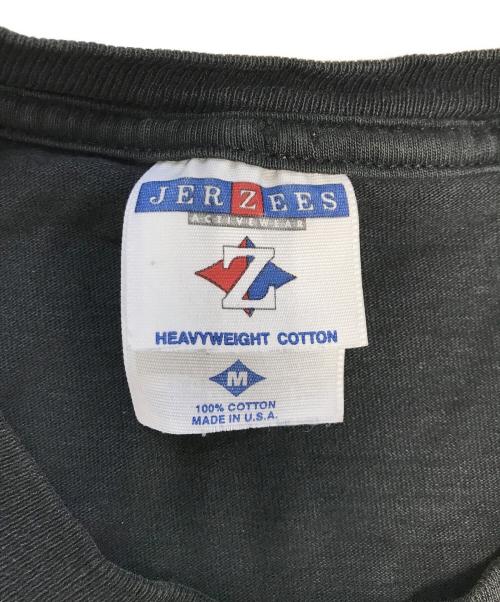 JERZEES
ACTIVEWEAR
Z
HEAVYWEIGHT COTTON
M
100% COTTON
MADE IN U.S.A.